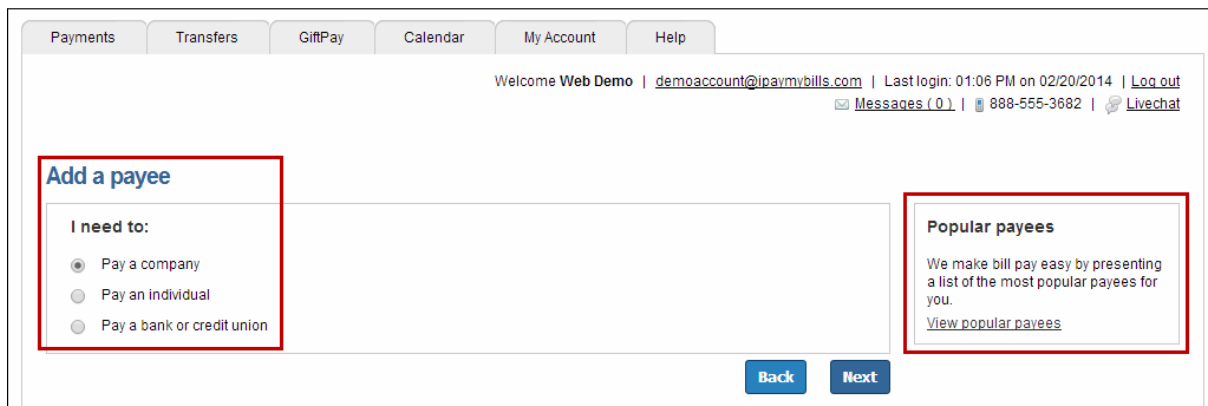 Payments Transfers GiftPay Calendar My Account Help
Welcome Web Demo | demoaccount@ipaymybills.com | Last login: 01:06 PM on 02/20/2014 | Log out
Messages ( 0 ) | 888-555-3682 | Livechat
Add a payee
I need to:
Pay a company
Pay an individual
Pay a bank or credit union
Popular payees
We make bill pay easy by presenting
a list of the most popular payees for
you.
View popular payees
Back Next